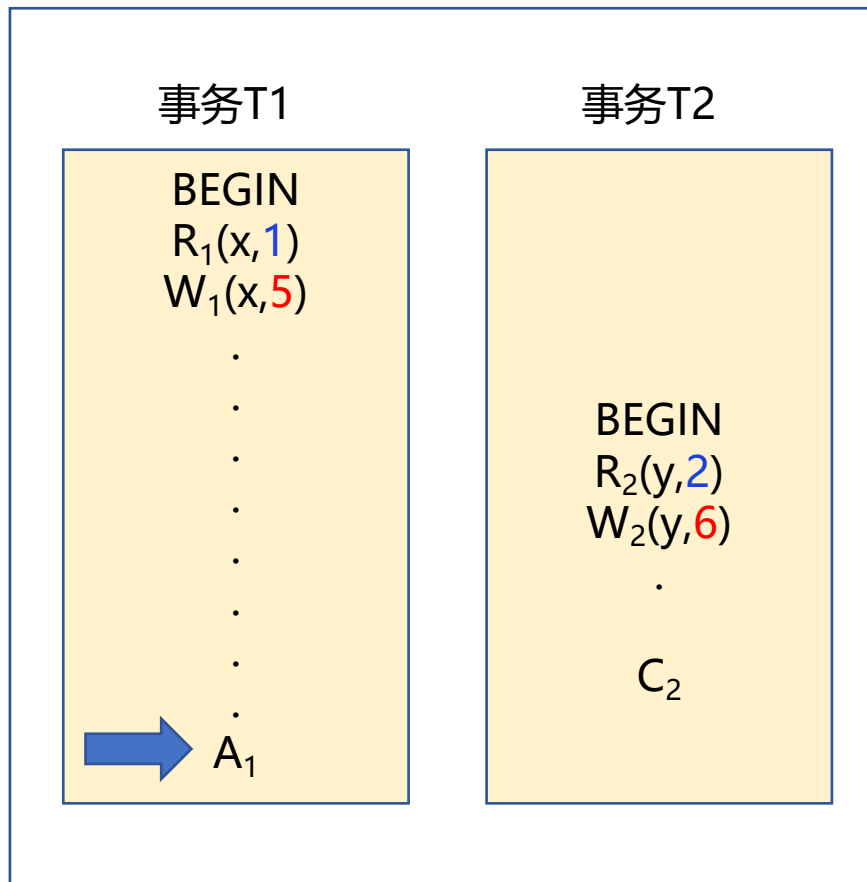 事务T1
BEGIN
R₁(x,1)
W₁(x,5)
.
.
.
.
.
.
.
.
A₁
事务T2
BEGIN
R₂(y,2)
W₂(y,6)
.
C₂